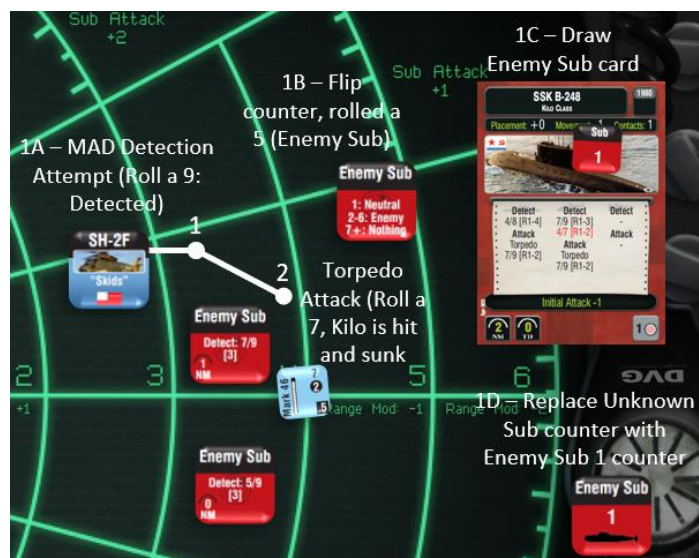 Sub Attack
+2
1C – Draw
Enemy Sub card
1B – Flip
counter, rolled a
5 (Enemy Sub)
Sub Attack
+1
SSK B-248
KILO CLASS
1980
Placement: +0
Contacts: 1
Sub
1
Detect
4/8 [R1-4]
Attack
Torpedo
7/9 [R1-2]
Detect
7/9 [R1-3]
4/7 [R1-2]
Attack
Torpedo
7/9 [R1-2]
Detect
-
Attack
-
Initial Attack -1
2
NM
0
TD
1
1A – MAD Detection
Attempt (Roll a 9:
Detected)
Enemy Sub
1: Neutral
2-6: Enemy
7+: Nothing
1
SH-2F
"Skids"
2
Torpedo
Attack (Roll a
7, Kilo is hit
and sunk
Enemy Sub
Detect: 7/9
[3]
1
NM
2
3
5
6
+1
Mark 46
7
2
.5
Range Mod: -1
Range Mod: -2
DVG
1D – Replace Unknown
Sub counter with
Enemy Sub 1 counter
Enemy Sub
Detect: 5/9
[3]
0
NM
Enemy Sub
1